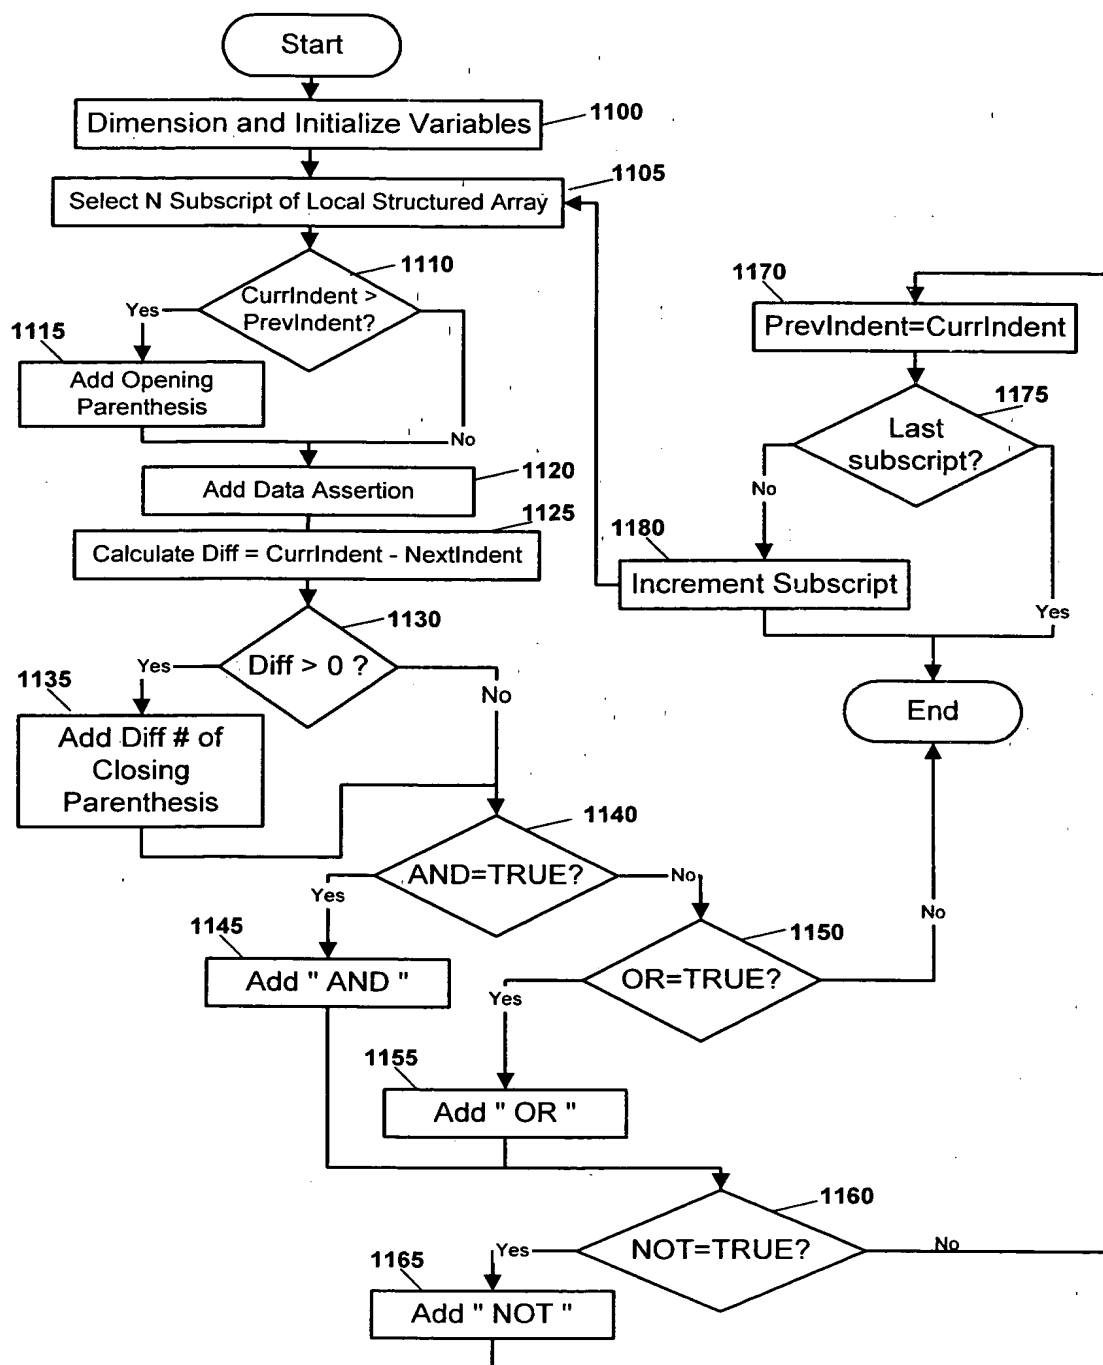 Start
Dimension and Initialize Variables
1100
Select N Subscript of Local Structured Array
1105
CurrIndent >
PrevIndent?
1110
Yes
No
1115
Add Opening
Parenthesis
Add Data Assertion
1120
Calculate Diff = CurrIndent - NextIndent
1125
Diff > 0 ?
1130
Yes
No
1135
Add Diff # of
Closing
Parenthesis
AND=TRUE?
1140
Yes
No
1145
Add " AND "
OR=TRUE?
1150
Yes
No
1155
Add " OR "
NOT=TRUE?
1160
Yes
No
1165
Add " NOT "
1170
PrevIndent=CurrIndent
Last
subscript?
1175
No
Yes
1180
Increment Subscript
End